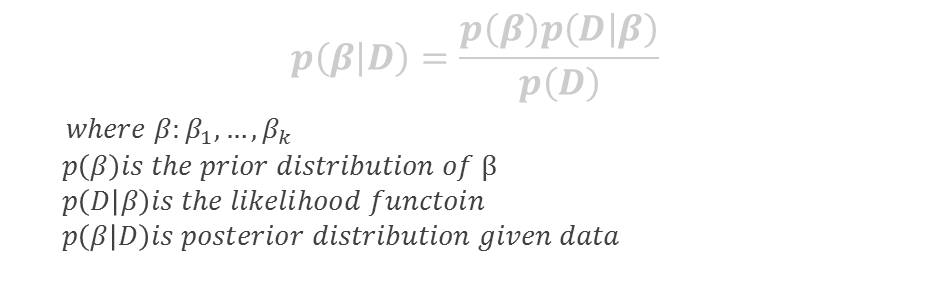 p(β|D) = p(β)p(D|β) / p(D)
where β: β₁, …, βₖ
p(β)is the prior distribution of β
p(D|β)is the likelihood functoin
p(β|D)is posterior distribution given data